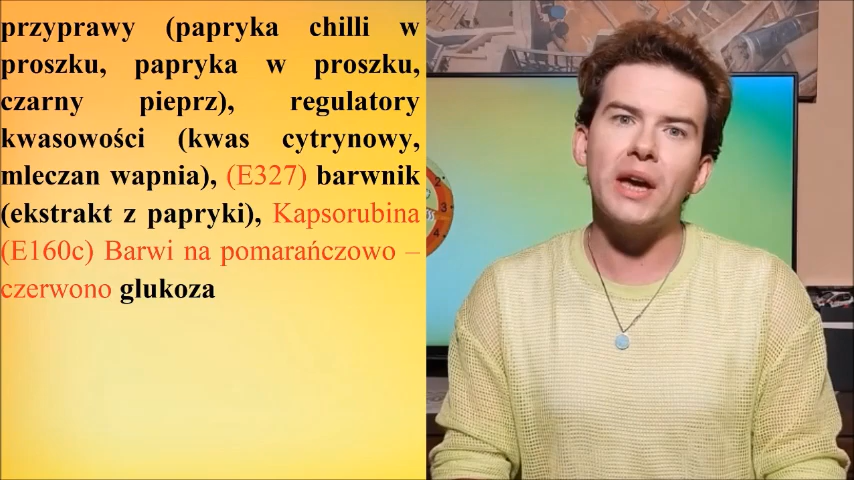 przyprawy (papryka chilli w
proszku, papryka w proszku,
czarny pieprz), regulatory
kwasowości (kwas cytrynowy,
mleczan wapnia), (E327) barwnik
(ekstrakt z papryki), Kapsorubina
(E160c) Barwi na pomarańczowo –
czerwono glukoza